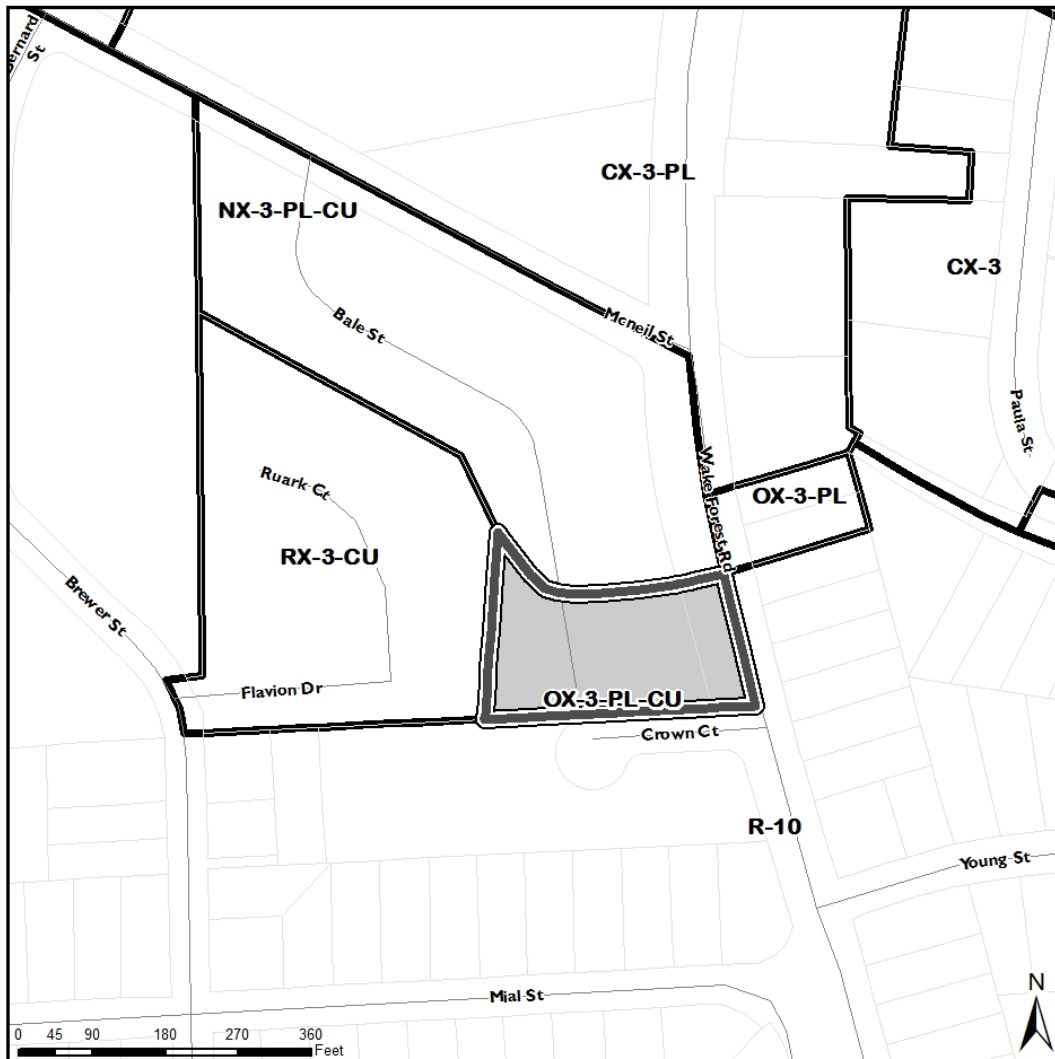 Bernard
St
CX-3-PL
NX-3-PL-CU
CX-3
Mcneil St
Bale St
Paula St
Wake Forest Rd
Ruark Ct
OX-3-PL
RX-3-CU
Brewer St
Flavion Dr
OX-3-PL-CU
Crown Ct
R-10
Young St
Mial St
N
0 45 90 180 270 360
Feet